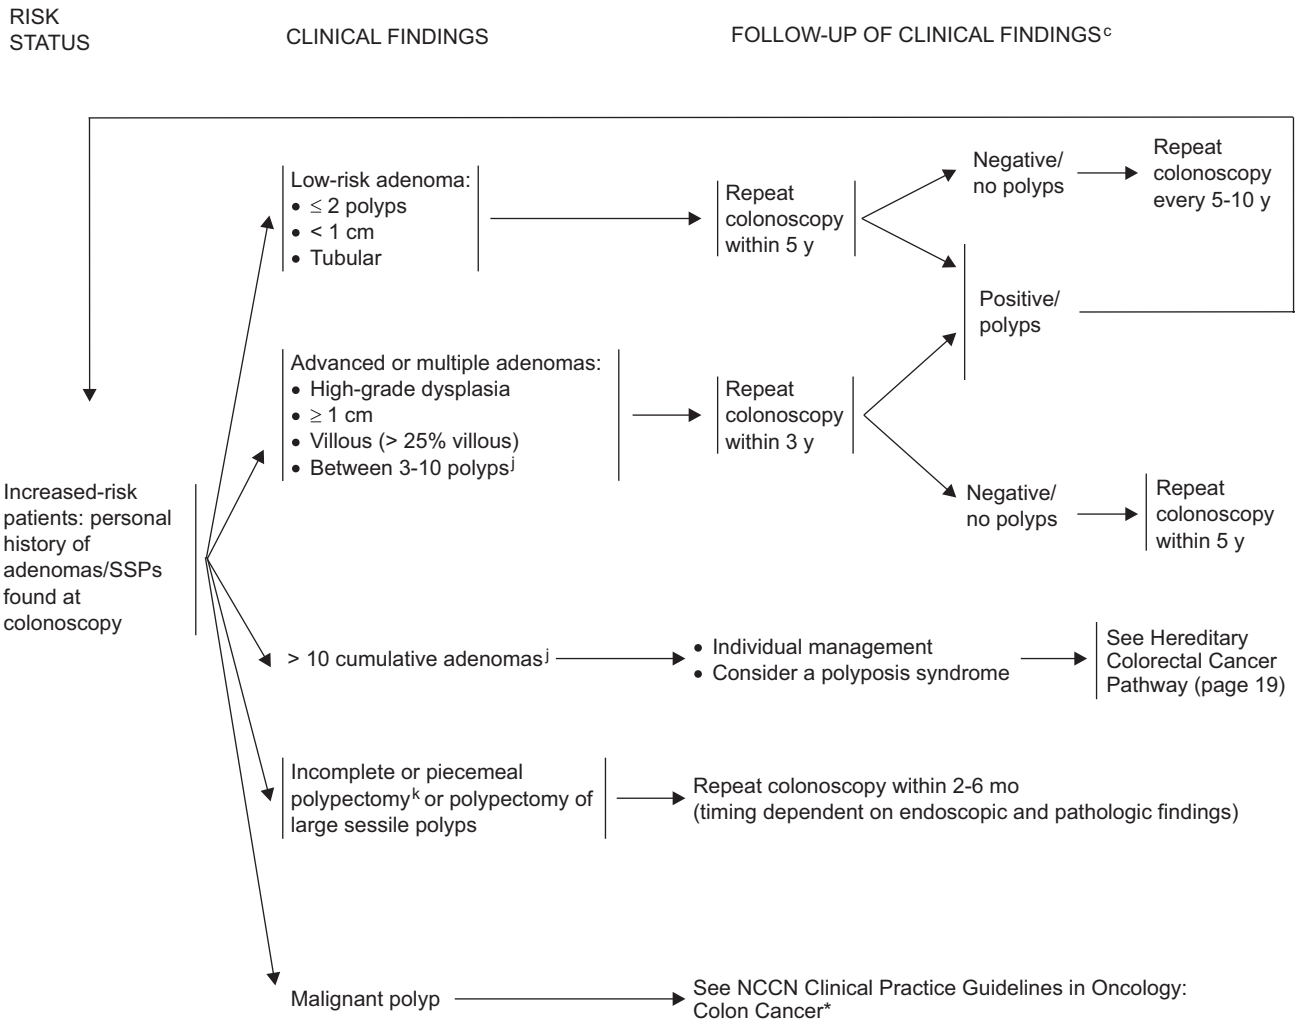 RISK
STATUS
CLINICAL FINDINGS
FOLLOW-UP OF CLINICAL FINDINGS c
Low-risk adenoma:
• ≤ 2 polyps
• < 1 cm
• Tubular
Repeat
colonoscopy
within 5 y
Negative/
no polyps
Repeat
colonoscopy
every 5-10 y
Positive/
polyps
Advanced or multiple adenomas:
• High-grade dysplasia
• ≥ 1 cm
• Villous (> 25% villous)
• Between 3-10 polyps j
Repeat
colonoscopy
within 3 y
Negative/
no polyps
Repeat
colonoscopy
within 5 y
Increased-risk
patients: personal
history of
adenomas/SSPs
found at
colonoscopy
> 10 cumulative adenomas j
• Individual management
• Consider a polyposis syndrome
See Hereditary
Colorectal Cancer
Pathway (page 19)
Incomplete or piecemeal
polypectomy k or polypectomy of
large sessile polyps
Repeat colonoscopy within 2-6 mo
(timing dependent on endoscopic and pathologic findings)
Malignant polyp
See NCCN Clinical Practice Guidelines in Oncology:
Colon Cancer*